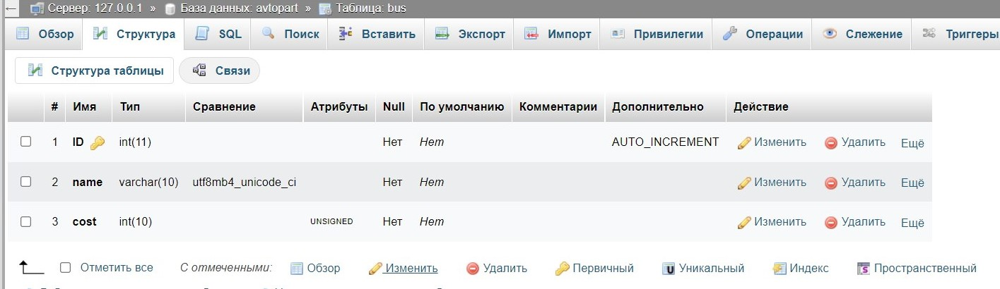 ← Сервер: 127.0.0.1 » База данных: avtopart » Таблица: bus
Обзор Структура SQL Поиск Вставить Экспорт Импорт Привилегии Операции Слежение Триггеры
Структура таблицы Связи
# Имя Тип Сравнение Атрибуты Null По умолчанию Комментарии Дополнительно Действие
1 ID int(11) Нет Нет AUTO_INCREMENT Изменить Удалить Ещё
2 name varchar(10) utf8mb4_unicode_ci Нет Нет Изменить Удалить Ещё
3 cost int(10) UNSIGNED Нет Нет Изменить Удалить Ещё
Отметить все С отмеченными: Обзор Изменить Удалить Первичный Уникальный Индекс Пространственный